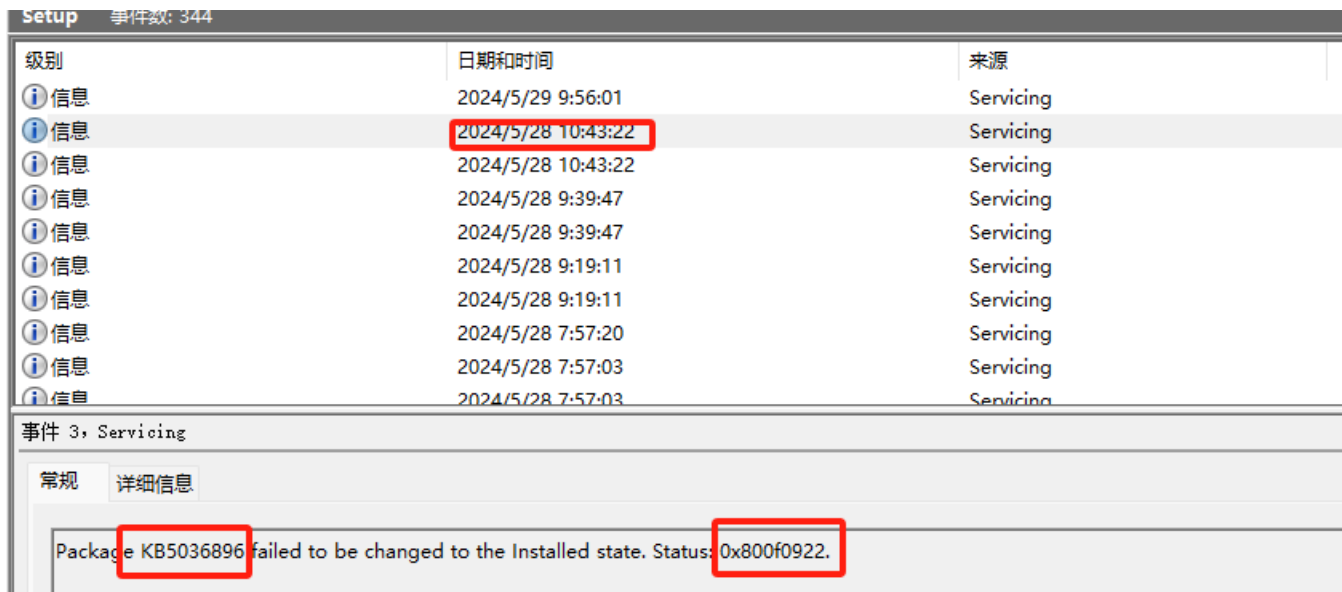 Setup 事件数: 344
级别 日期和时间 来源
信息 2024/5/29 9:56:01 Servicing
信息 2024/5/28 10:43:22 Servicing
信息 2024/5/28 10:43:22 Servicing
信息 2024/5/28 9:39:47 Servicing
信息 2024/5/28 9:39:47 Servicing
信息 2024/5/28 9:19:11 Servicing
信息 2024/5/28 9:19:11 Servicing
信息 2024/5/28 7:57:20 Servicing
信息 2024/5/28 7:57:03 Servicing
信息 2024/5/28 7:57:03 Servicing
事件 3，Servicing
常规 详细信息
Package KB5036896 failed to be changed to the Installed state. Status: 0x800f0922.